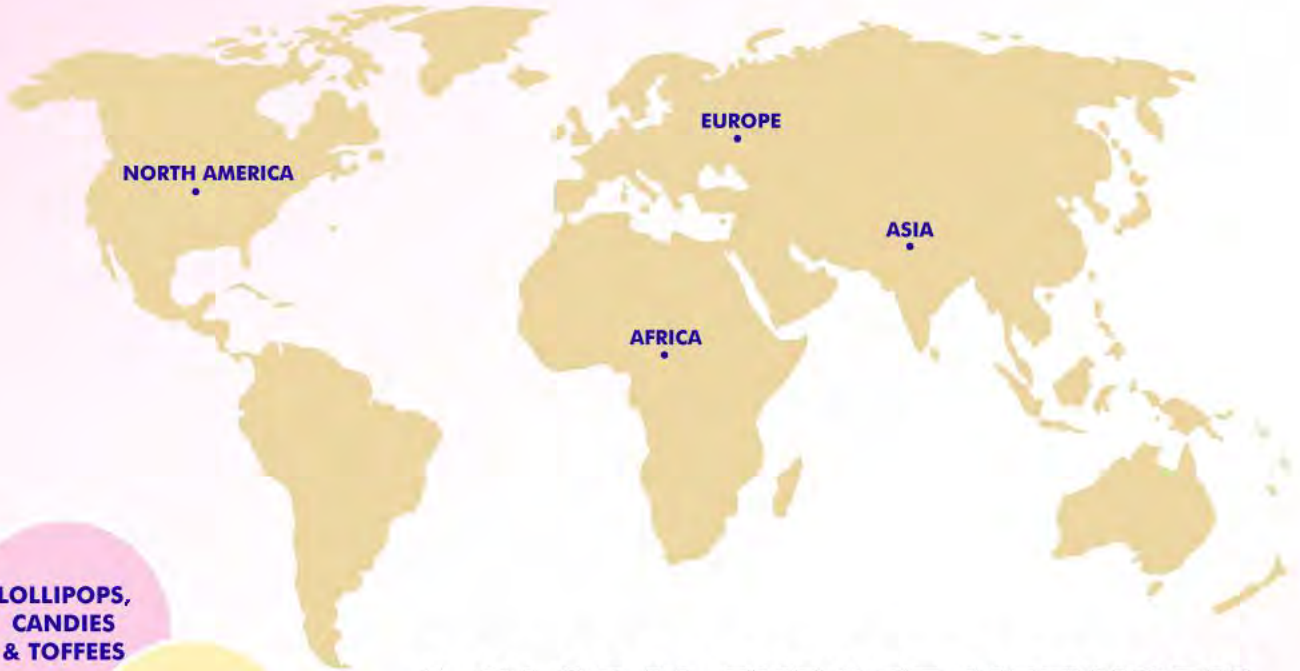 EUROPE
NORTH AMERICA
ASIA
AFRICA
LOLLIPOPS,
CANDIES
& TOFFEES